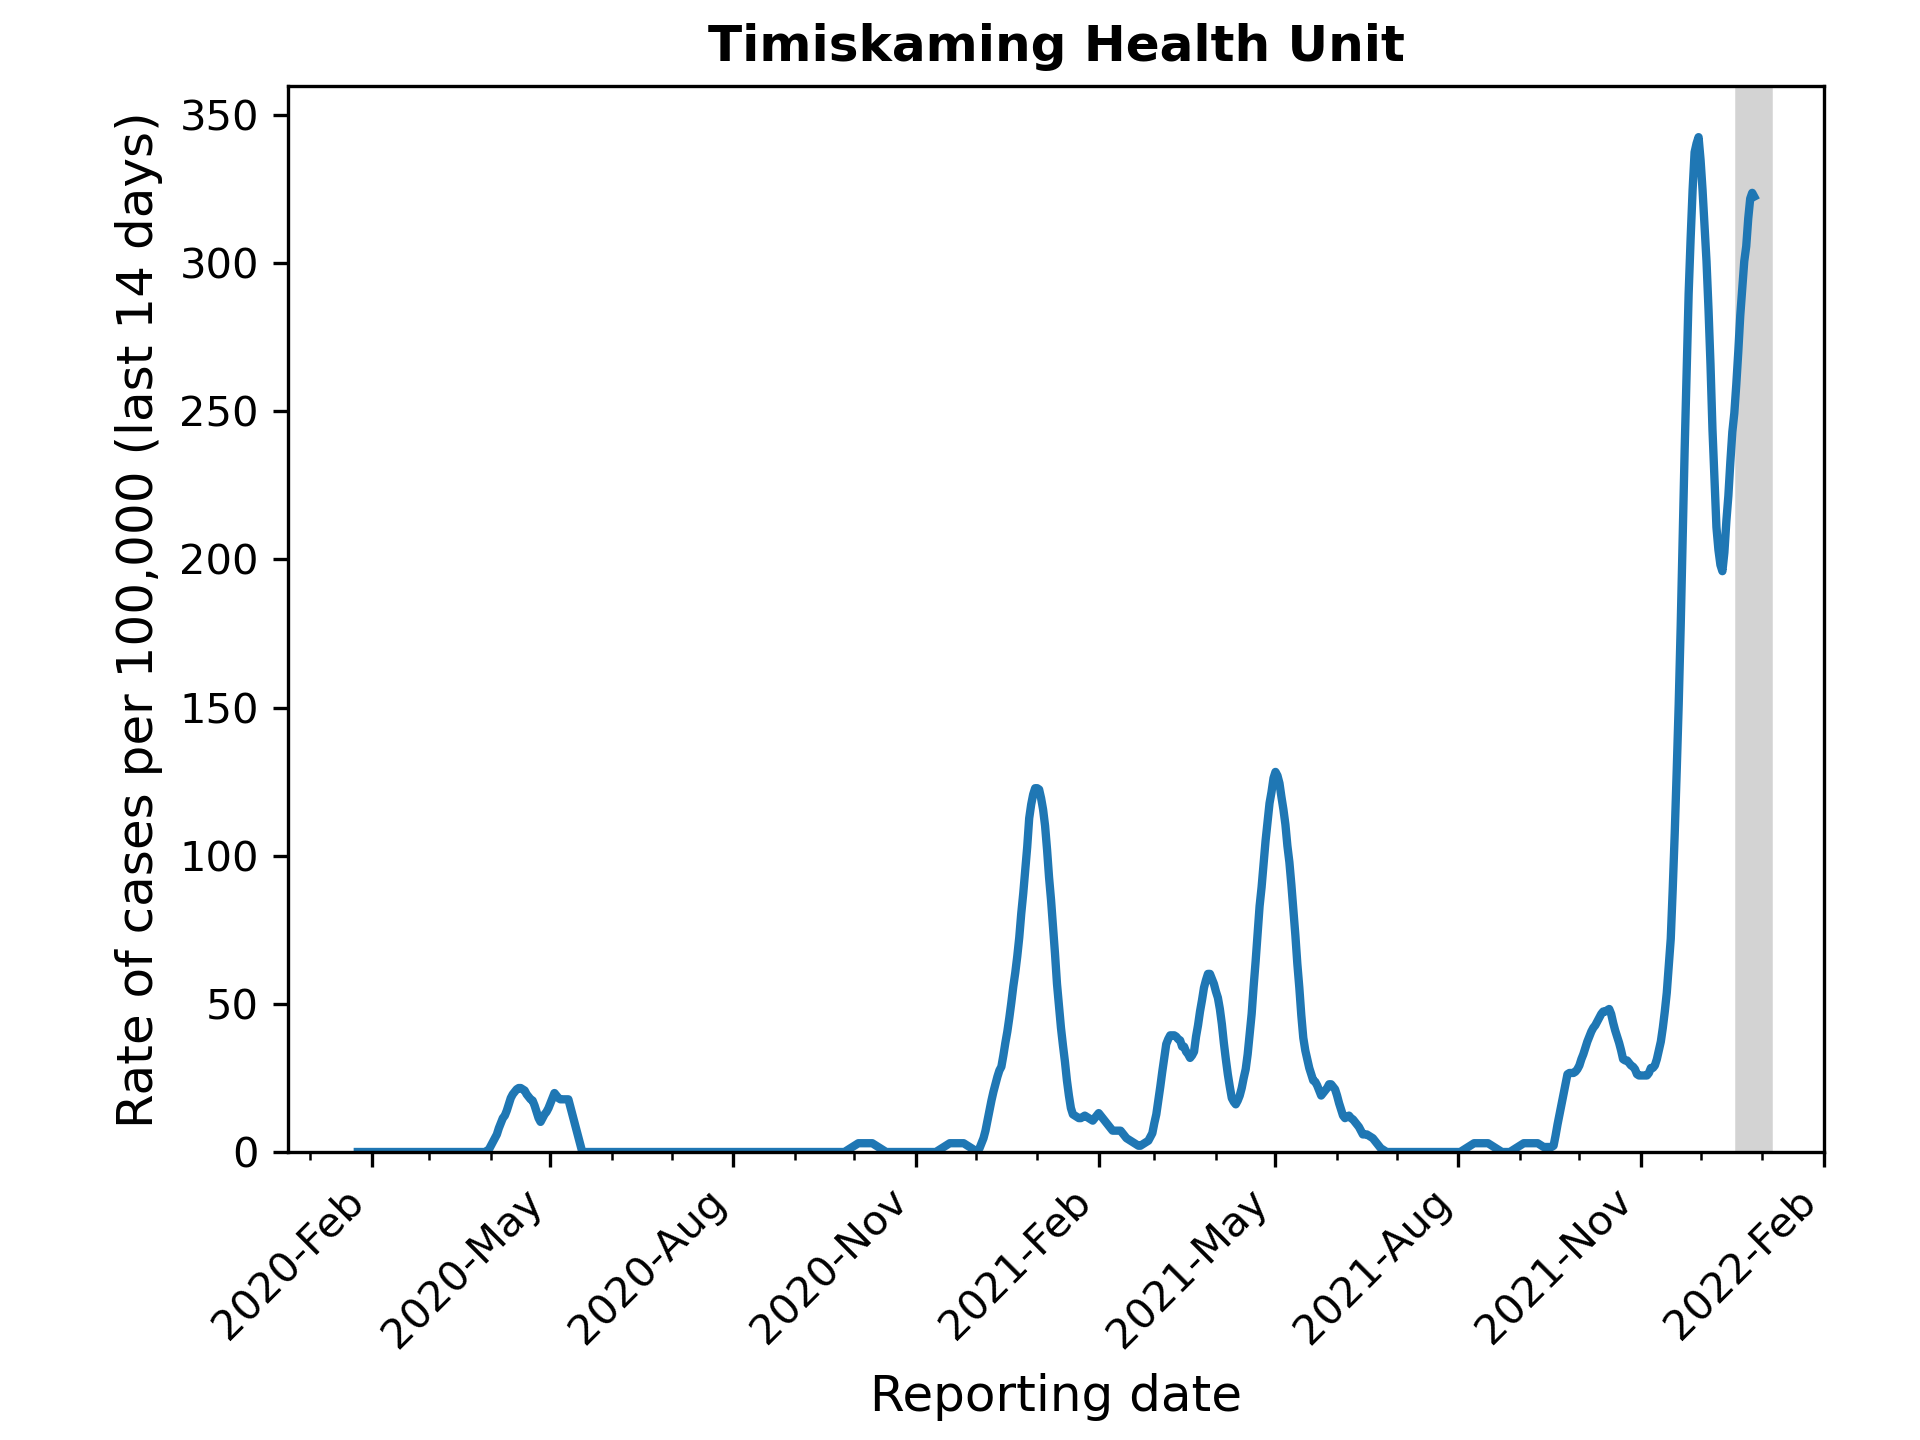 Timiskaming Health Unit
Rate of cases per 100,000 (last 14 days)
350
300
250
200
150
100
50
0
2020-Feb
2020-May
2020-Aug
2020-Nov
2021-Feb
2021-May
2021-Aug
2021-Nov
2022-Feb
Reporting date